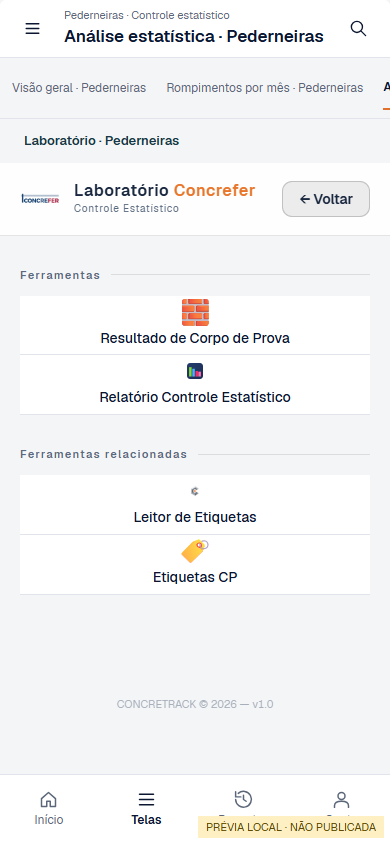 Pederneiras · Controle estatístico
Análise estatística · Pederneiras
Visão geral · Pederneiras
Rompimentos por mês · Pederneiras
Laboratório · Pederneiras
CONCREFER
Laboratório Concrefer
Controle Estatístico
← Voltar
Ferramentas
Resultado de Corpo de Prova
Relatório Controle Estatístico
Ferramentas relacionadas
Leitor de Etiquetas
Etiquetas CP
CONCRETRACK © 2026 — v1.0
Início
Telas
PRÉVIA LOCAL · NÃO PUBLICADA